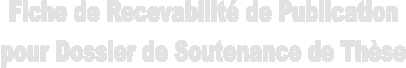 Fiche de Recevabilité de Publication
pour Dossier de Soutenance de Thèse